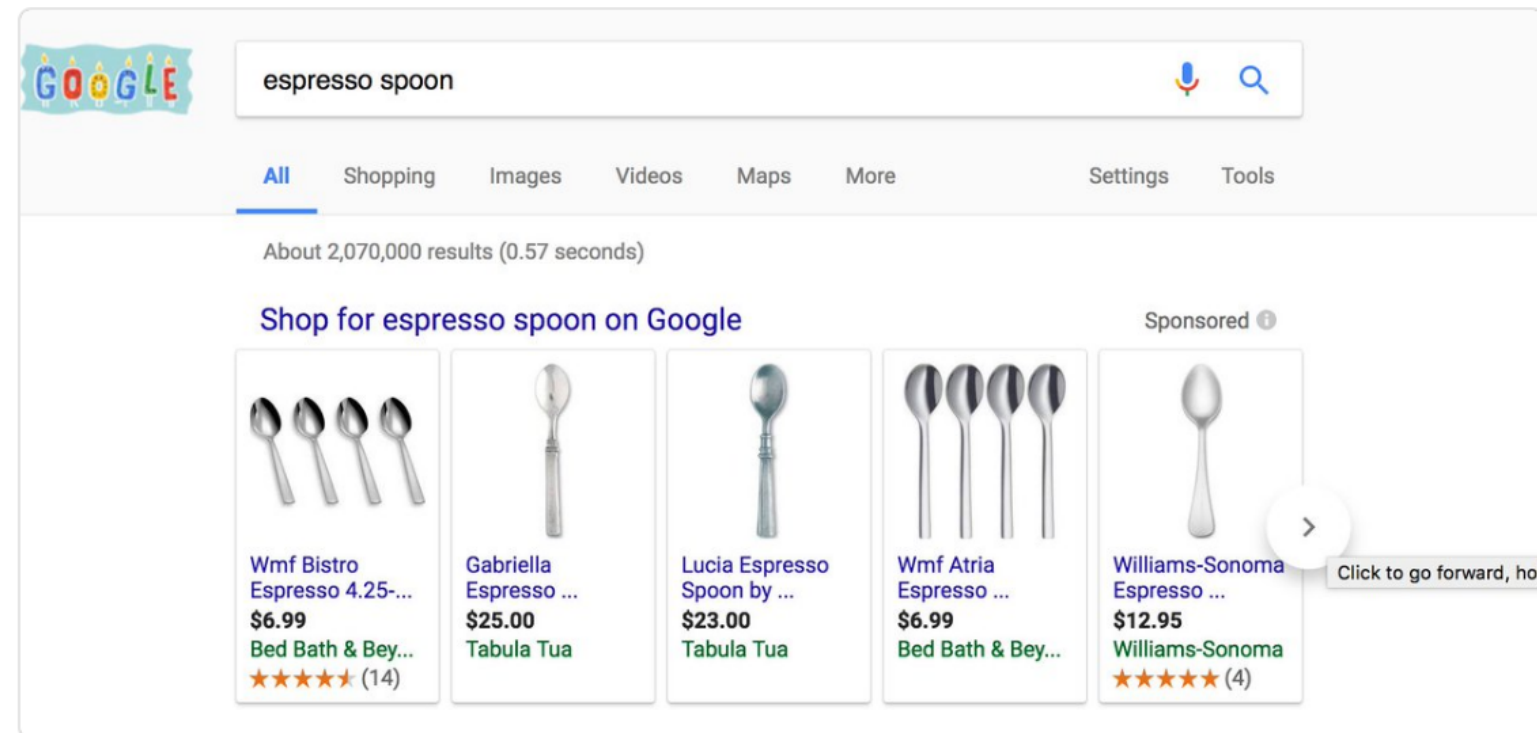 GOOGLE
espresso spoon
All Shopping Images Videos Maps More Settings Tools
About 2,070,000 results (0.57 seconds)
Shop for espresso spoon on Google
Sponsored
Wmf Bistro
Espresso 4.25-...
$6.99
Bed Bath & Bey...
(14)
Gabriella
Espresso ...
$25.00
Tabula Tua
Lucia Espresso
Spoon by ...
$23.00
Tabula Tua
Wmf Atria
Espresso ...
$6.99
Bed Bath & Bey...
Williams-Sonoma
Espresso ...
$12.95
Williams-Sonoma
(4)
Click to go forward, ho